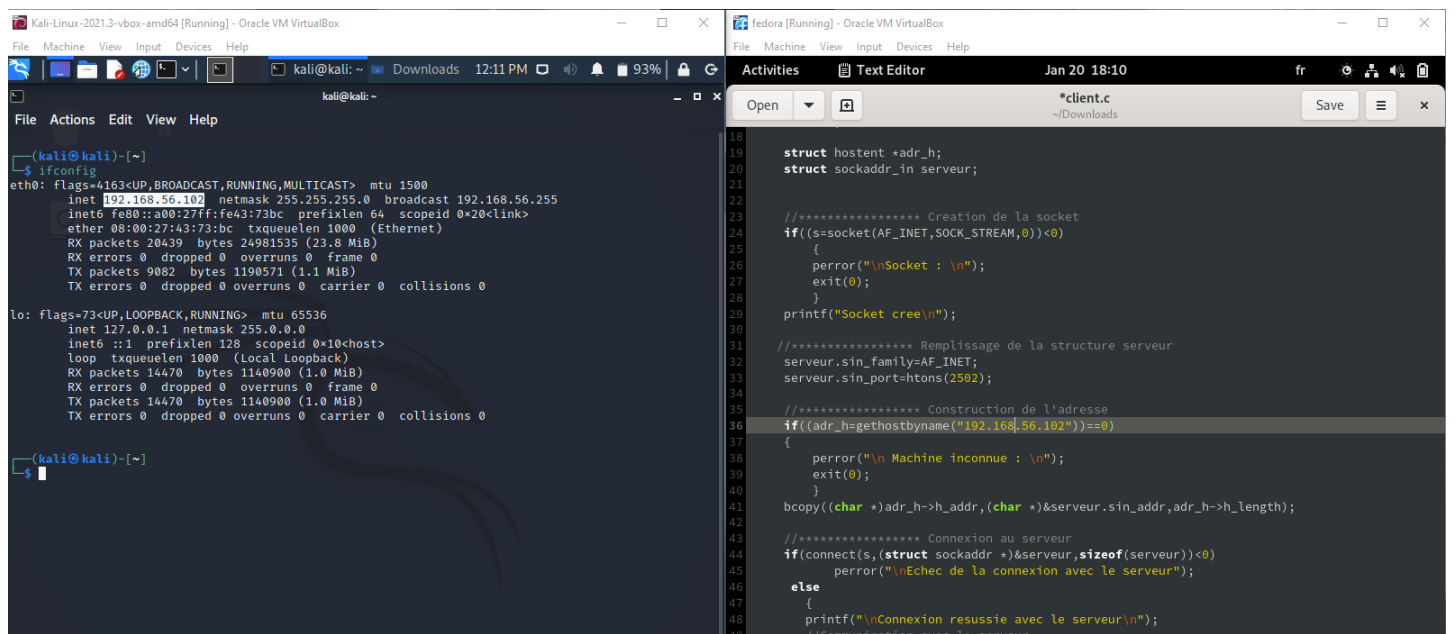 Kali-Linux-2021.3-vbox-amd64 [Running] - Oracle VM VirtualBox
File Machine View Input Devices Help
kali@kali: ~ Downloads 12:11 PM 93%
kali@kali: ~
File Actions Edit View Help
┌──(kali㉿kali)-[~]
└─$ ifconfig
eth0: flags=4163<UP,BROADCAST,RUNNING,MULTICAST> mtu 1500
inet 192.168.56.102 netmask 255.255.255.0 broadcast 192.168.56.255
inet6 fe80::a00:27ff:fe43:73bc prefixlen 64 scopeid 0×20<link>
ether 08:00:27:43:73:bc txqueuelen 1000 (Ethernet)
RX packets 20439 bytes 24981535 (23.8 MiB)
RX errors 0 dropped 0 overruns 0 frame 0
TX packets 9082 bytes 1190571 (1.1 MiB)
TX errors 0 dropped 0 overruns 0 carrier 0 collisions 0
lo: flags=73<UP,LOOPBACK,RUNNING> mtu 65536
inet 127.0.0.1 netmask 255.0.0.0
inet6 ::1 prefixlen 128 scopeid 0×10<host>
loop txqueuelen 1000 (Local Loopback)
RX packets 14470 bytes 1140900 (1.0 MiB)
RX errors 0 dropped 0 overruns 0 frame 0
TX packets 14470 bytes 1140900 (1.0 MiB)
TX errors 0 dropped 0 overruns 0 carrier 0 collisions 0
┌──(kali㉿kali)-[~]
└─$
fedora [Running] - Oracle VM VirtualBox
File Machine View Input Devices Help
Activities Text Editor Jan 20 18:10 fr
Open *client.c Save
~/Downloads
18
19 struct hostent *adr_h;
20 struct sockaddr_in serveur;
21
22
23 //***************** Creation de la socket
24 if((s=socket(AF_INET,SOCK_STREAM,0))<0)
25 {
26 perror("\nSocket : \n");
27 exit(0);
28 }
29 printf("Socket cree\n");
30
31 //***************** Remplissage de la structure serveur
32 serveur.sin_family=AF_INET;
33 serveur.sin_port=htons(2502);
34
35 //***************** Construction de l'adresse
36 if((adr_h=gethostbyname("192.168.56.102"))==0)
37 {
38 perror("\n Machine inconnue : \n");
39 exit(0);
40 }
41 bcopy((char *)adr_h->h_addr,(char *)&serveur.sin_addr,adr_h->h_length);
42
43 //***************** Connexion au serveur
44 if(connect(s,(struct sockaddr *)&serveur,sizeof(serveur))<0)
45 perror("\nEchec de la connexion avec le serveur");
46 else
47 {
48 printf("\nConnexion resussie avec le serveur\n");